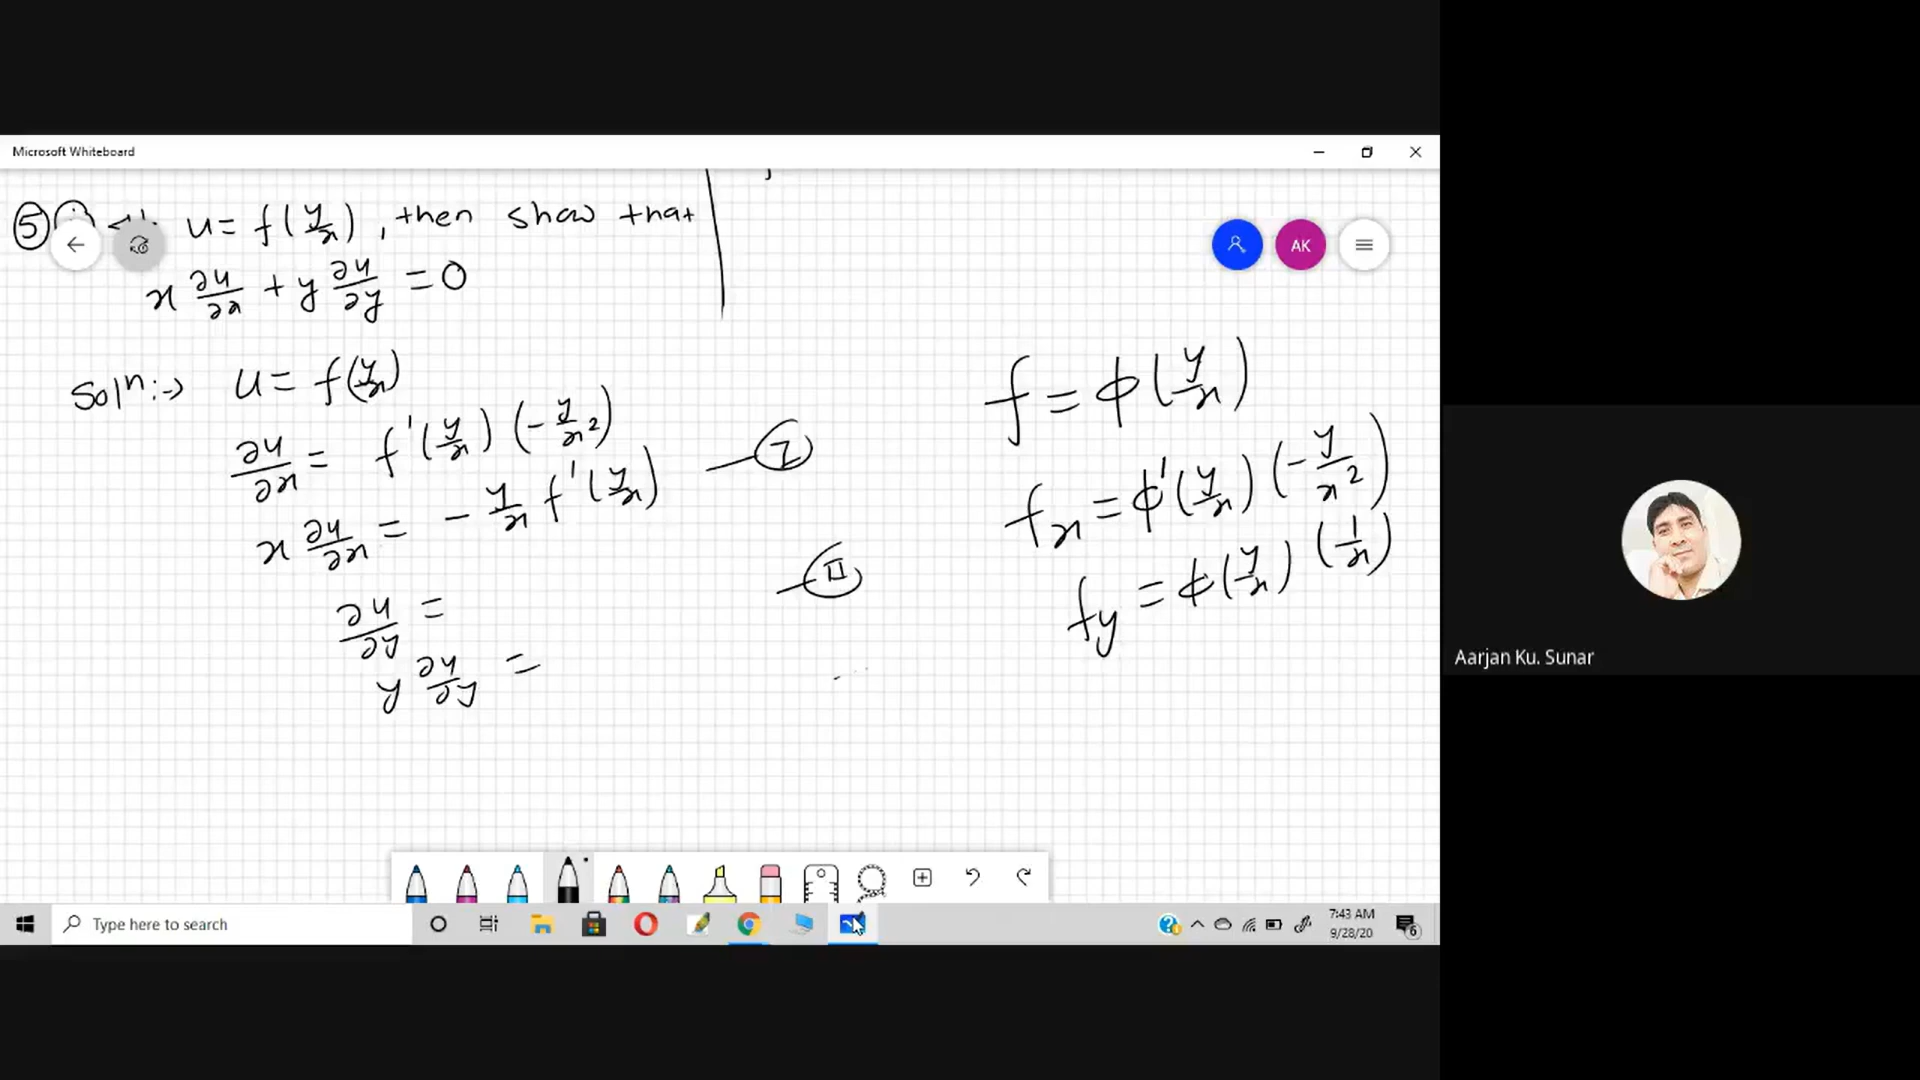 Microsoft Whiteboard
⑤ u = f(y/x), then show that
x ∂u/∂x + y ∂u/∂y = 0
Solⁿ:→ u = f(y/x)
∂u/∂x = f'(y/x) (-y/x²)
x ∂u/∂x = - y/x f'(y/x) — Ⓘ
∂u/∂y = — Ⓘ︎Ⓘ
y ∂u/∂y =
f = ϕ(y/x)
fx = ϕ'(y/x) (-y/x²)
fy = ϕ(y/x) (1/x)
AK
Aarjan Ku. Sunar
Type here to search
7:43 AM
9/28/20
6